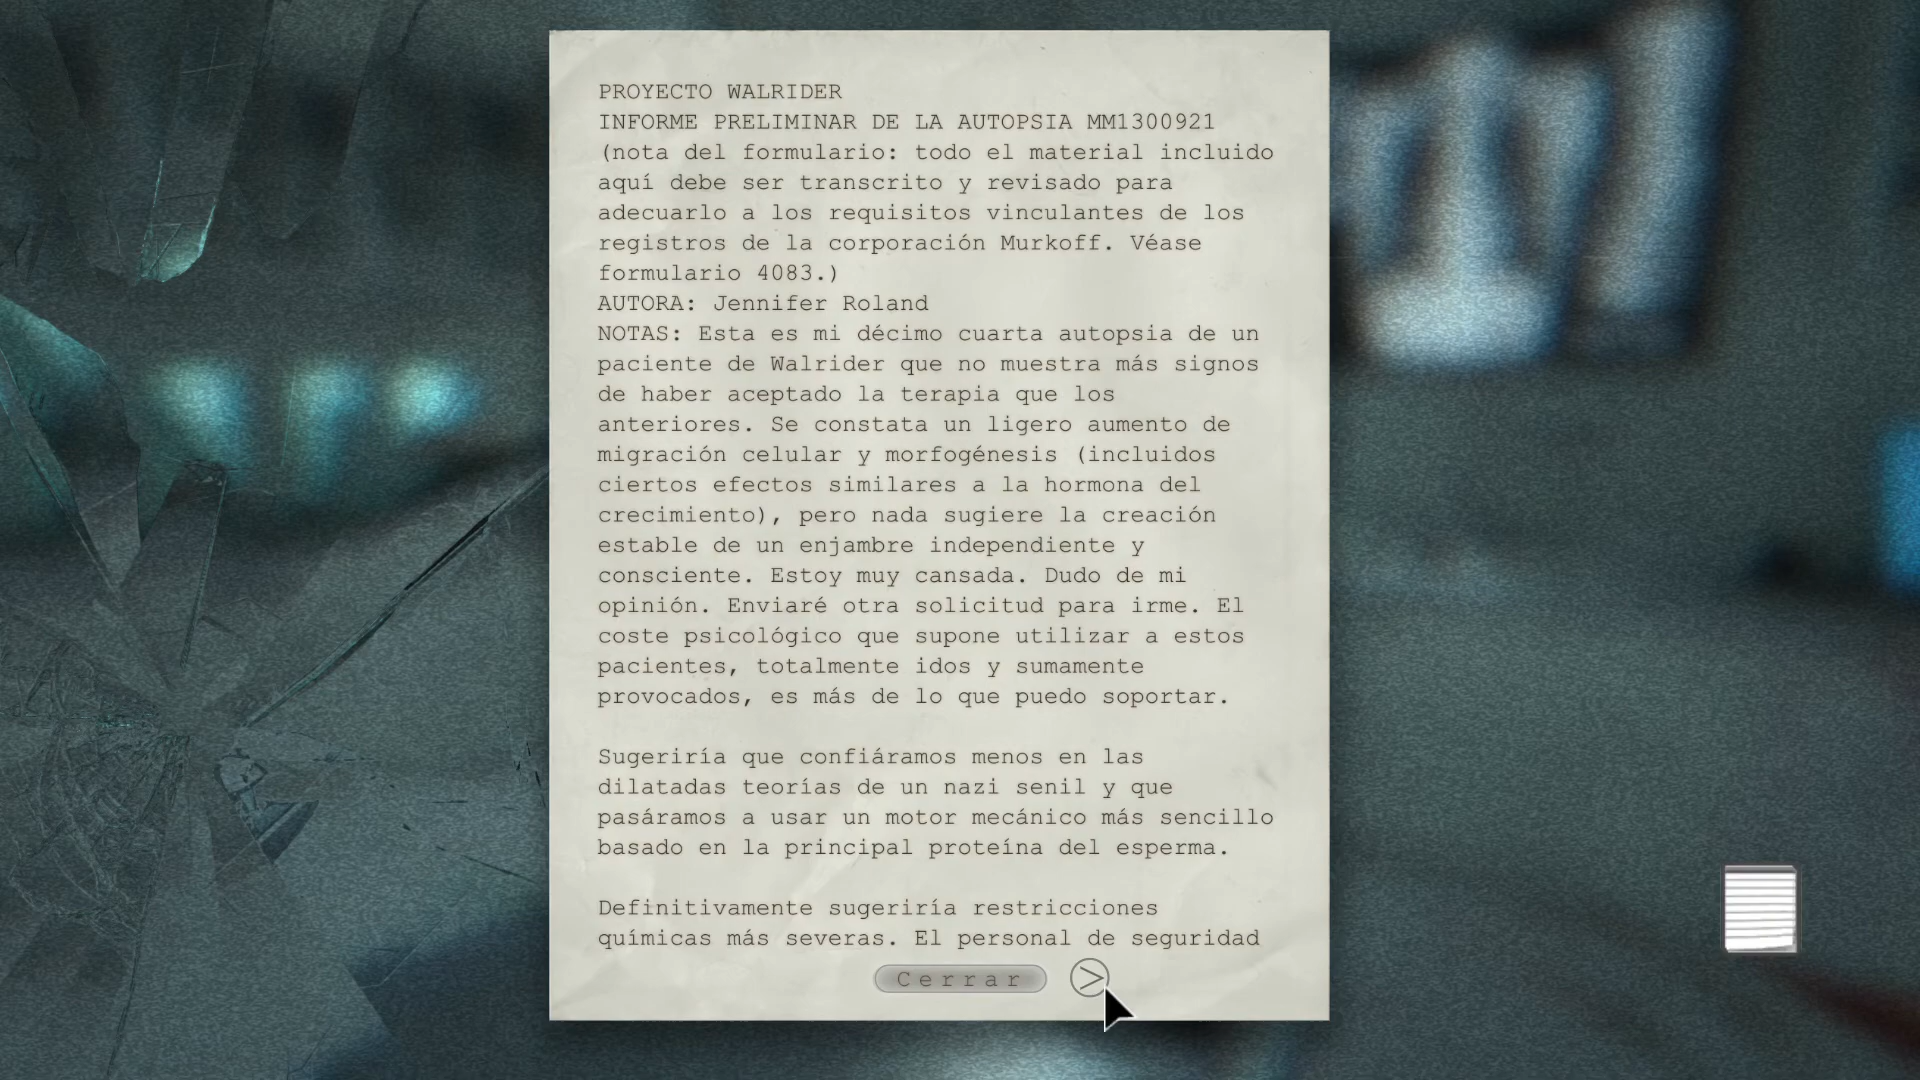 PROYECTO WALRIDER
INFORME PRELIMINAR DE LA AUTOPSIA MM1300921
(nota del formulario: todo el material incluido
aquí debe ser transcrito y revisado para
adecuarlo a los requisitos vinculantes de los
registros de la corporación Murkoff. Véase
formulario 4083.)
AUTORA: Jennifer Roland
NOTAS: Esta es mi décimo cuarta autopsia de un
paciente de Walrider que no muestra más signos
de haber aceptado la terapia que los
anteriores. Se constata un ligero aumento de
migración celular y morfogénesis (incluidos
ciertos efectos similares a la hormona del
crecimiento), pero nada sugiere la creación
estable de un enjambre independiente y
consciente. Estoy muy cansada. Dudo de mi
opinión. Enviaré otra solicitud para irme. El
coste psicológico que supone utilizar a estos
pacientes, totalmente idos y sumamente
provocados, es más de lo que puedo soportar.
Sugeriría que confiáramos menos en las
dilatadas teorías de un nazi senil y que
pasáramos a usar un motor mecánico más sencillo
basado en la principal proteína del esperma.
Definitivamente sugeriría restricciones
químicas más severas. El personal de seguridad
Cerrar >